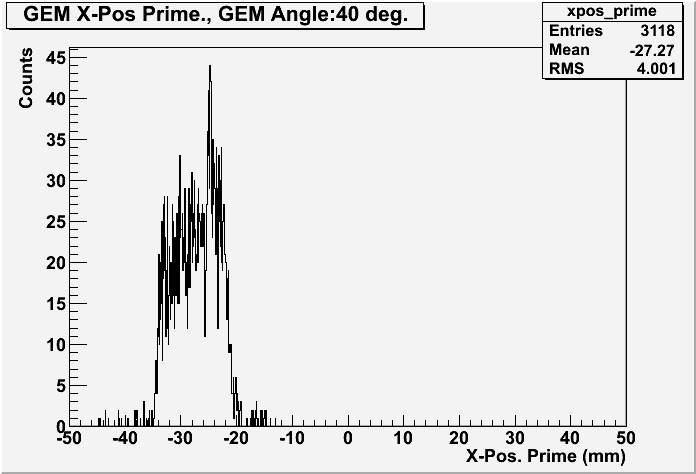 GEM X-Pos Prime., GEM Angle:40 deg.
xpos_prime
Entries 3118
Mean -27.27
RMS 4.001
Counts
45
40
35
30
25
20
15
10
5
0
-50 -40 -30 -20 -10 0 10 20 30 40 50
X-Pos. Prime (mm)